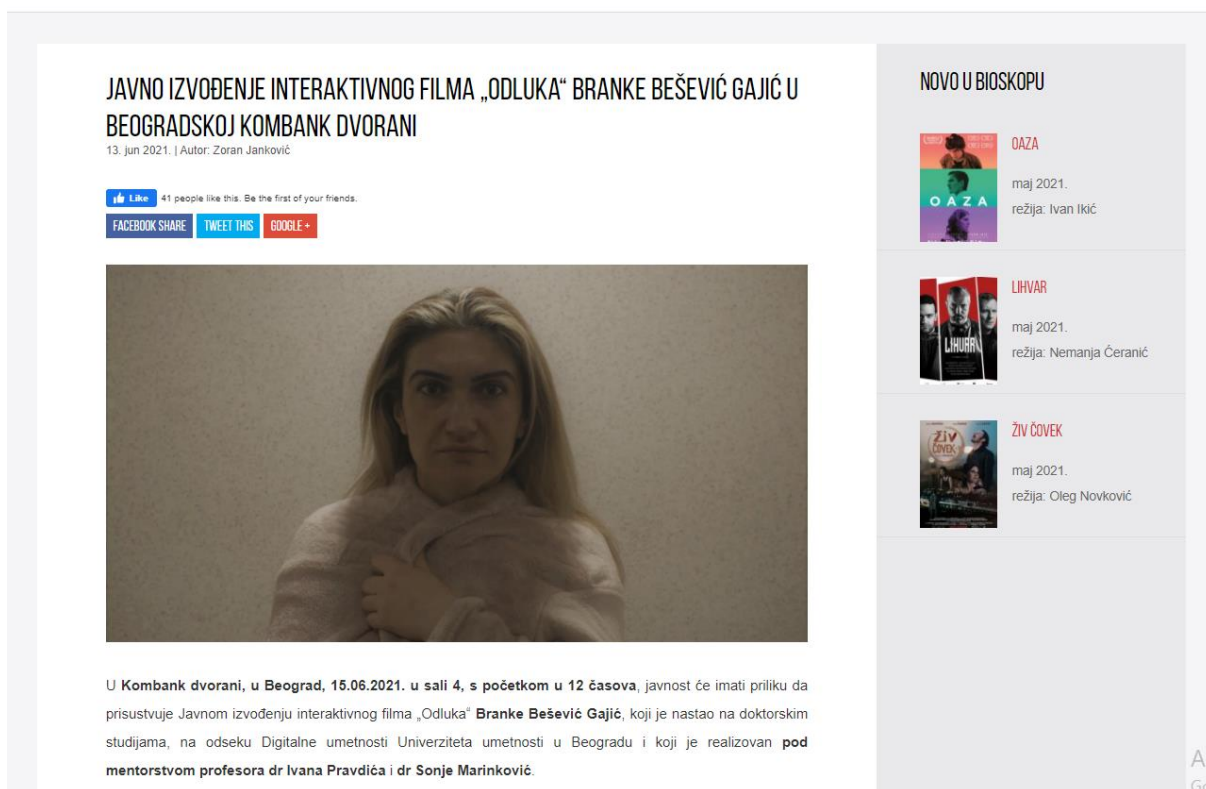 JAVNO IZVOĐENJE INTERAKTIVNOG FILMA „ODLUKA“ BRANKE BEŠEVIĆ GAJIĆ U
BEOGRADSKOJ KOMBANK DVORANI
13. jun 2021. | Autor: Zoran Janković
Like 41 people like this. Be the first of your friends.
FACEBOOK SHARE TWEET THIS GOOGLE +
U Kombank dvorani, u Beograd, 15.06.2021. u sali 4, s početkom u 12 časova, javnost će imati priliku da
prisustvuje Javnom izvođenju interaktivnog filma „Odluka“ Branke Bešević Gajić, koji je nastao na doktorskim
studijama, na odseku Digitalne umetnosti Univerziteta umetnosti u Beogradu i koji je realizovan pod
mentorstvom profesora dr Ivana Pravdića i dr Sonje Marinković.
NOVO U BIOSKOPU
OAZA
OAZA
maj 2021.
režija: Ivan Ikić
LIHVAR
LIHVAR
maj 2021.
režija: Nemanja Ćeranić
ŽIV ČOVEK
ŽIV ČOVEK
maj 2021.
režija: Oleg Novković